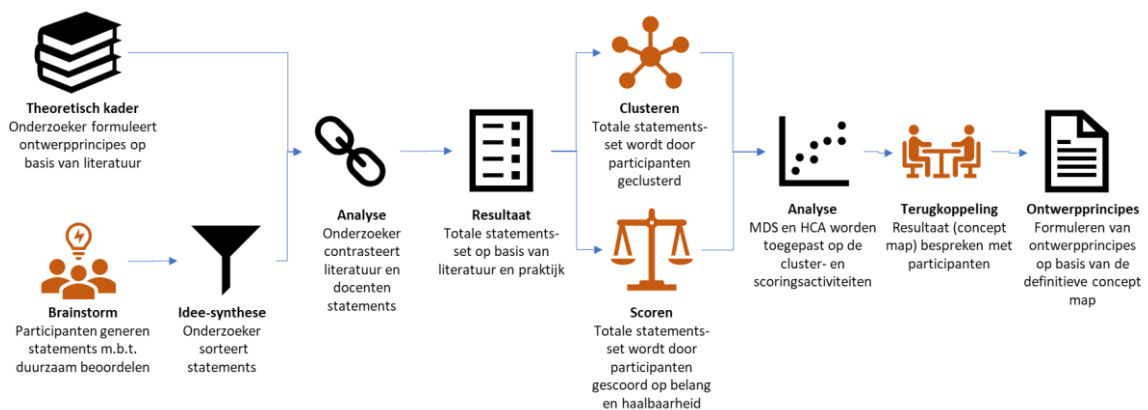 Theoretisch kader
Onderzoeker formuleert
ontwerpprincipes op
basis van literatuur
Brainstorm
Participanten generen
statements m.b.t.
duurzaam beoordelen
Idee-synthese
Onderzoeker
sorteert
statements
Analyse
Onderzoeker
contrasteert
literatuur en
docenten
statements
Resultaat
Totale statements-
set op basis van
literatuur en praktijk
Clusteren
Totale statements-
set wordt door
participanten
geclusterd
Scoren
Totale statements-
set wordt door
participanten
gescoord op belang
en haalbaarheid
Analyse
MDS en HCA worden
toegepast op de
cluster- en
scoringsactiviteiten
Terugkoppeling
Resultaat (concept
map) bespreken met
participanten
Ontwerpprincipes
Formuleren van
ontwerpprincipes
op basis van de
definitieve concept
map